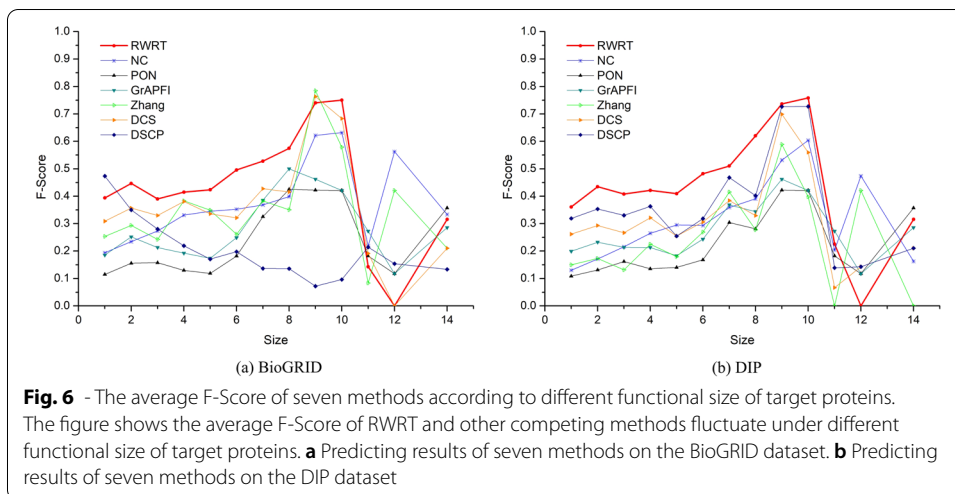 RWRT
NC
PON
GrAPFI
Zhang
DCS
DSCP
1.0
0.9
0.8
0.7
0.6
0.5
0.4
0.3
0.2
0.1
0.0
F-Score
0 2 4 6 8 10 12 14
Size
(a) BioGRID
RWRT
NC
PON
GrAPFI
Zhang
DCS
DSCP
1.0
0.9
0.8
0.7
0.6
0.5
0.4
0.3
0.2
0.1
0.0
F-Score
0 2 4 6 8 10 12 14
Size
(b) DIP
Fig. 6 - The average F-Score of seven methods according to different functional size of target proteins.
The figure shows the average F-Score of RWRT and other competing methods fluctuate under different
functional size of target proteins. a Predicting results of seven methods on the BioGRID dataset. b Predicting
results of seven methods on the DIP dataset